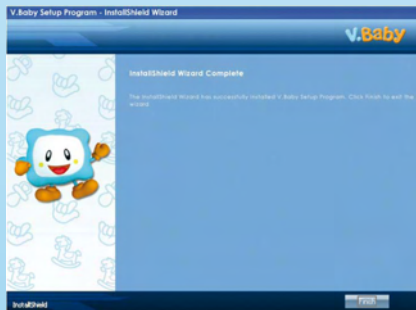 V.Baby Setup Program - InstallShield Wizard
V.Baby
InstallShield Wizard Complete
The InstallShield Wizard has successfully installed V.Baby Setup Program. Click Finish to exit the
wizard
InstallShield
Finish